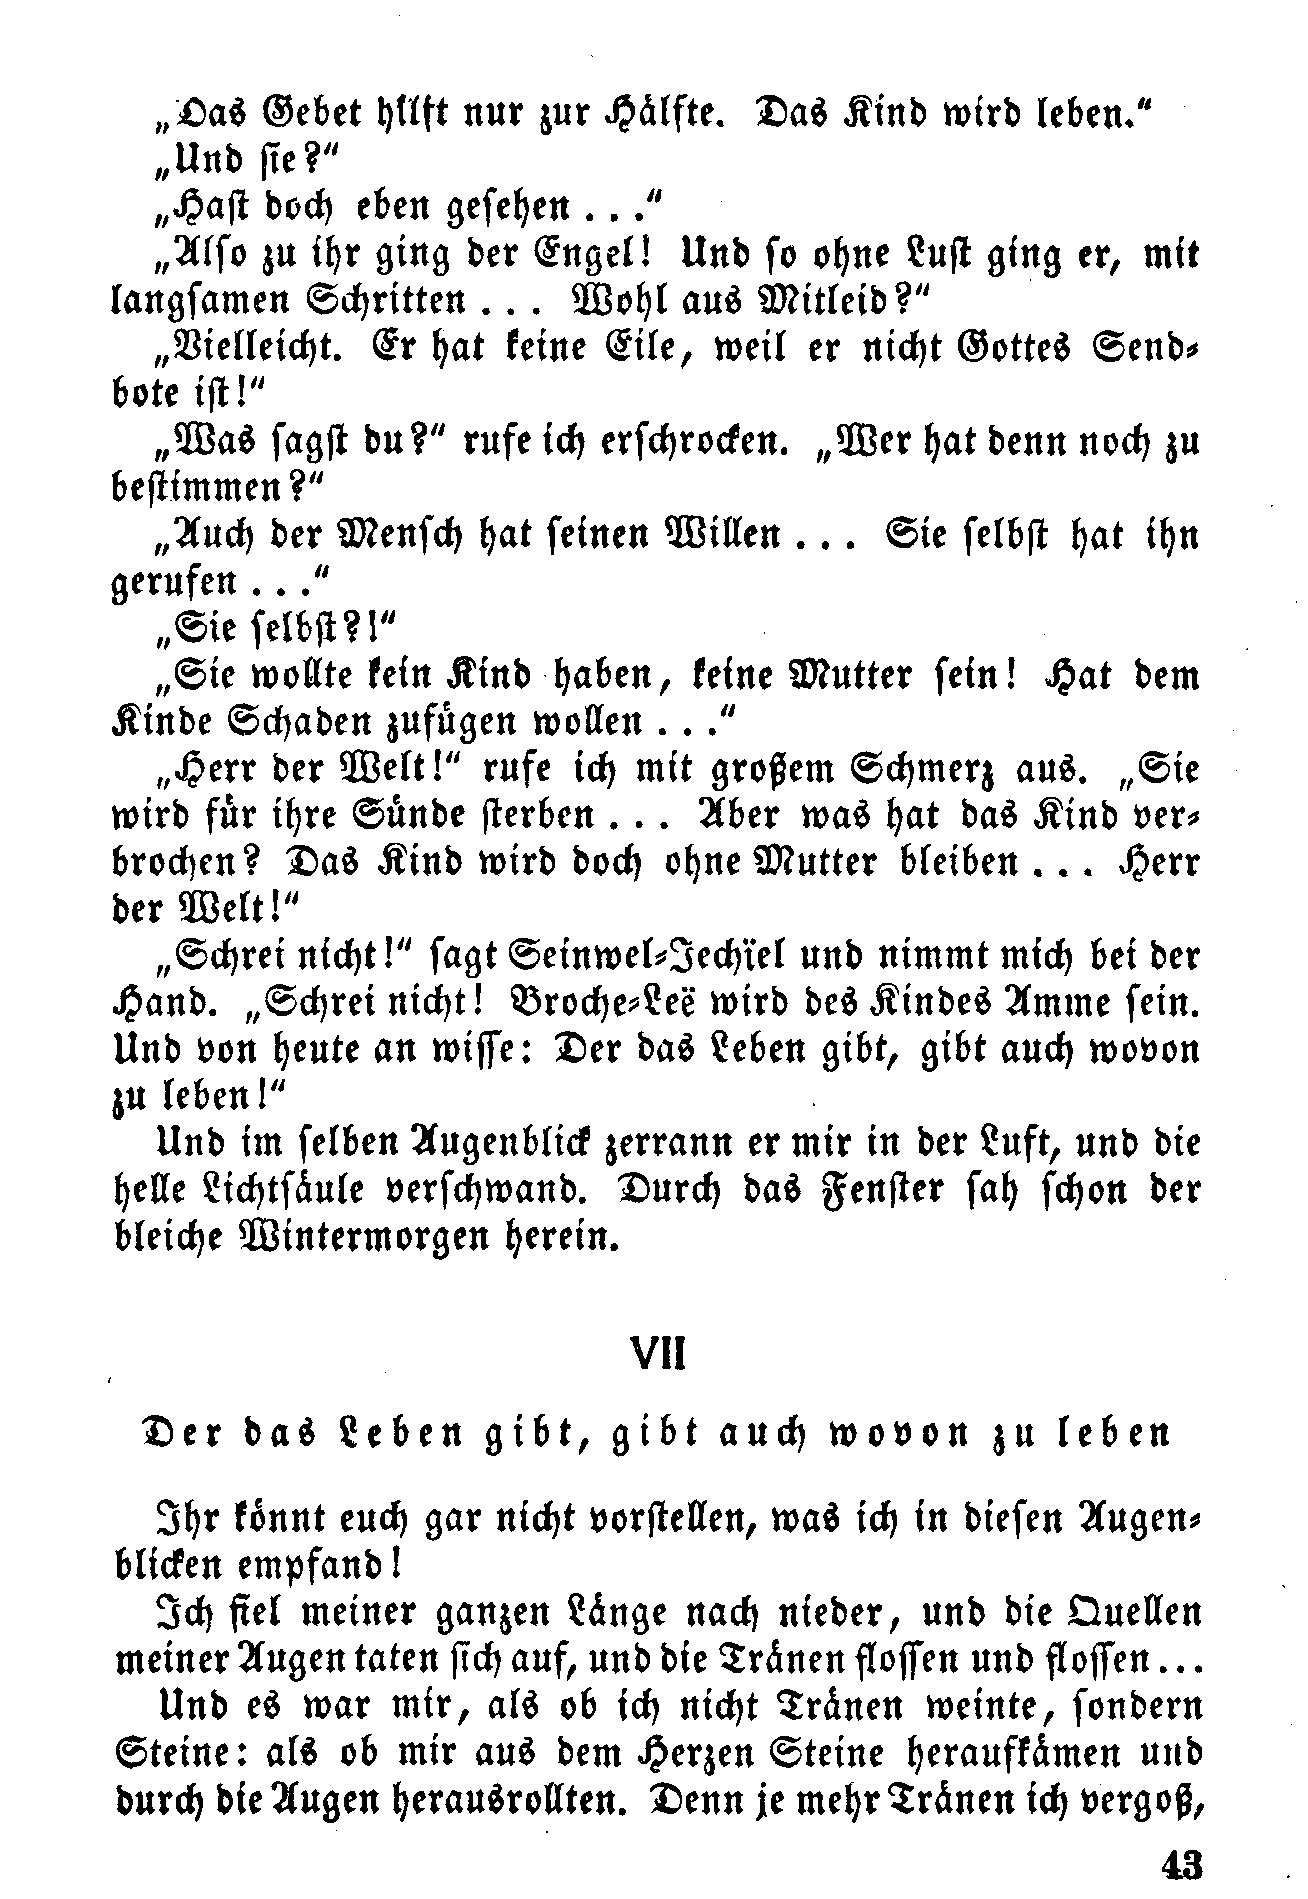 „Das Gebet hilft nur zur Hälfte. Das Kind wird leben.“
„Und sie?“
„Hast doch eben gesehen . . .“
„Also zu ihr ging der Engel! Und so ohne Lust ging er, mit
langsamen Schritten . . . Wohl aus Mitleid?“
„Vielleicht. Er hat keine Eile, weil er nicht Gottes Send-
bote ist!“
„Was sagst du?“ rufe ich erschrocken. „Wer hat denn noch zu
bestimmen?“
„Auch der Mensch hat seinen Willen . . . Sie selbst hat ihn
gerufen . . .“
„Sie selbst?!“
„Sie wollte kein Kind haben, keine Mutter sein! Hat dem
Kinde Schaden zufügen wollen . . .“
„Herr der Welt!“ rufe ich mit großem Schmerz aus. „Sie
wird für ihre Sünde sterben . . . Aber was hat das Kind ver-
brochen? Das Kind wird doch ohne Mutter bleiben . . . Herr
der Welt!“
„Schrei nicht!“ sagt Seinwel-Jechïel und nimmt mich bei der
Hand. „Schrei nicht! Broche-Leë wird des Kindes Amme sein.
Und von heute an wisse: Der das Leben gibt, gibt auch wovon
zu leben!“
Und im selben Augenblick zerrann er mir in der Luft, und die
helle Lichtsäule verschwand. Durch das Fenster sah schon der
bleiche Wintermorgen herein.
VII
Der das Leben gibt, gibt auch wovon zu leben
Ihr könnt euch gar nicht vorstellen, was ich in diesen Augen-
blicken empfand!
Ich fiel meiner ganzen Länge nach nieder, und die Quellen
meiner Augen taten sich auf, und die Tränen flossen und flossen...
Und es war mir, als ob ich nicht Tränen weinte, sondern
Steine: als ob mir aus dem Herzen Steine heraufkämen und
durch die Augen herausrollten. Denn je mehr Tränen ich vergoß,
43